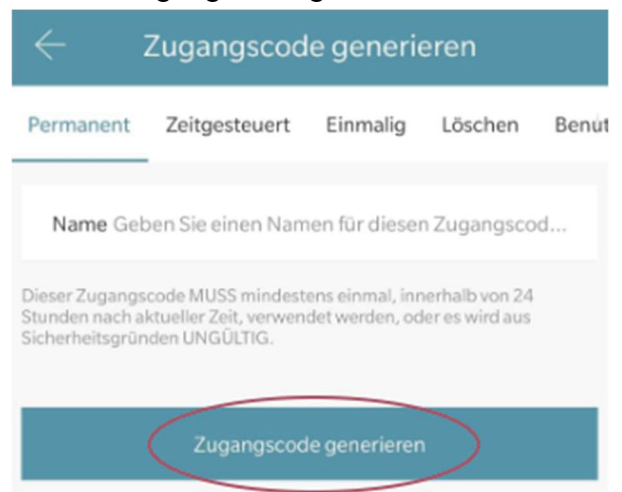 Zugangscode generieren
Permanent Zeitgesteuert Einmalig Löschen Benut
Name Geben Sie einen Namen für diesen Zugangscod...
Dieser Zugangscode MUSS mindestens einmal, innerhalb von 24
Stunden nach aktueller Zeit, verwendet werden, oder es wird aus
Sicherheitsgründen UNGÜLTIG.
Zugangscode generieren